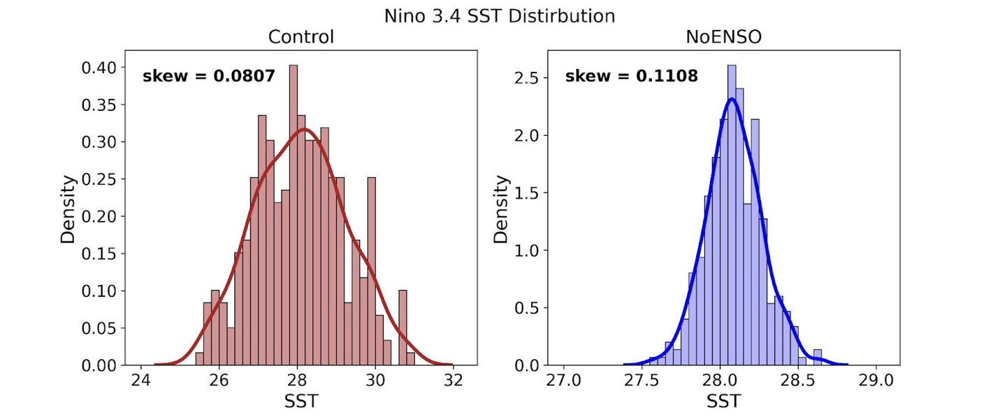 Nino 3.4 SST Distirbution
Control
skew = 0.0807
0.40
0.35
0.30
0.25
0.20
0.15
0.10
0.05
0.00
Density
24 26 28 30 32
SST
NoENSO
skew = 0.1108
2.5
2.0
1.5
1.0
0.5
0.0
Density
27.0 27.5 28.0 28.5 29.0
SST